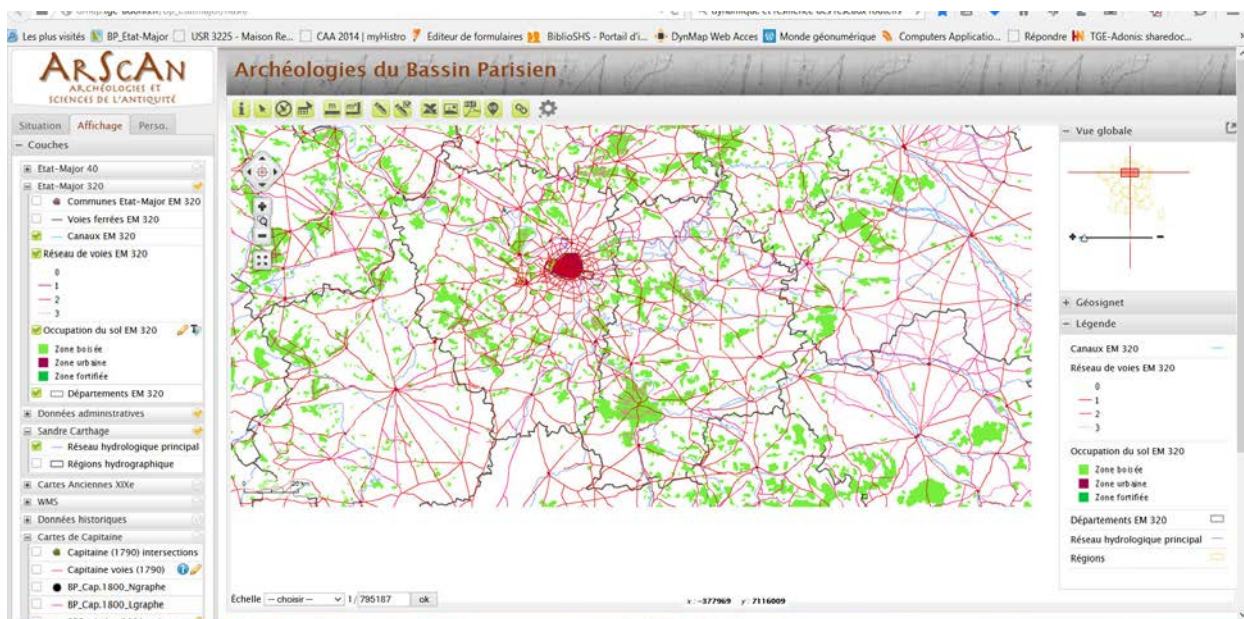 Les plus visités BP_Etat-Major USR 3225 - Maison Re... CAA 2014 | myHistro Editeur de formulaires BiblioSHS - Portail d'i... DynMap Web Acces Monde géonumérique Computers Applicatio... Répondre TGE-Adonis: sharedoc...
ArScAn
ARCHÉOLOGIES ET
SCIENCES DE L'ANTIQUITÉ
Archéologies du Bassin Parisien
Situation Affichage Perso.
Couches
Etat-Major 40
Etat-Major 320
Communes Etat-Major EM 320
Voies ferrées EM 320
Canaux EM 320
Réseau de voies EM 320
0
1
2
3
Occupation du sol EM 320
Zone boisée
Zone urbaine
Zone fortifiée
Départements EM 320
Données administratives
Sandre Carthage
Réseau hydrologique principal
Régions hydrographique
Cartes Anciennes XIXe
WMS
Données historiques
Cartes de Capitaine
Capitaine (1790) intersections
Capitaine voies (1790)
BP_Cap.1800_Ngraphe
BP_Cap.1800_Lgraphe
Échelle -- choisir -- 1/ 795187 ok
x : -377969 y : 7116009
Vue globale
Géosignet
Légende
Canaux EM 320
Réseau de voies EM 320
0
1
2
3
Occupation du sol EM 320
Zone boisée
Zone urbaine
Zone fortifiée
Départements EM 320
Réseau hydrologique principal
Régions